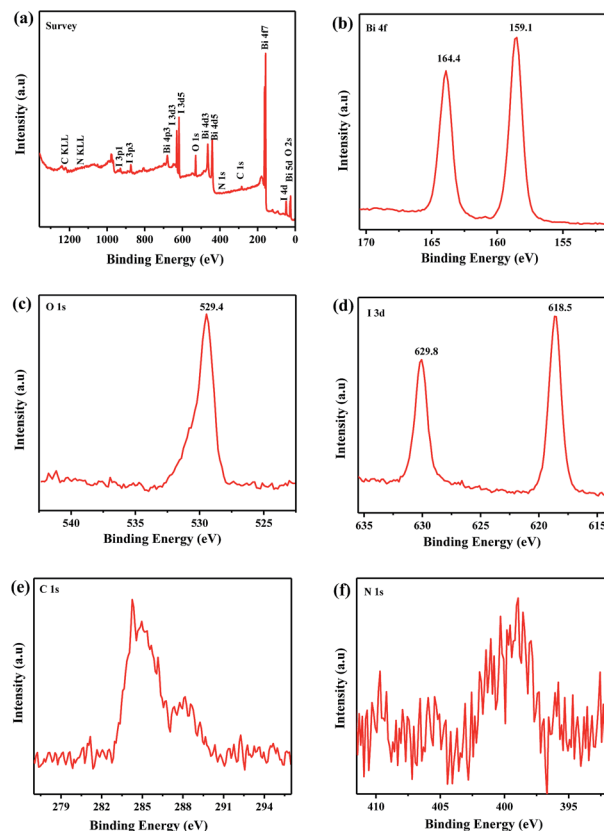 (a)
Survey
C KLL
N KLL
I 3p1
I 3p3
Bi 4p3
I 3d3
I 3d5
O 1s
Bi 4d3
Bi 4d5
N 1s
C 1s
Bi 4f7
I 4d
Bi 5d
O 2s
Intensity (a.u)
1200 1000 800 600 400 200 0
Binding Energy (eV)
(b)
Bi 4f
164.4
159.1
Intensity (a.u)
170 165 160 155
Binding Energy (eV)
(c)
O 1s
529.4
Intensity (a.u)
540 530 525
Binding Energy (eV)
(d)
I 3d
629.8
618.5
Intensity (a.u)
635 630 625 620 615
Binding Energy (eV)
(e)
C 1s
Intensity (a.u)
279 282 285 288 291 294
Binding Energy (eV)
(f)
N 1s
Intensity (a.u)
410 405 400 395
Binding Energy (eV)